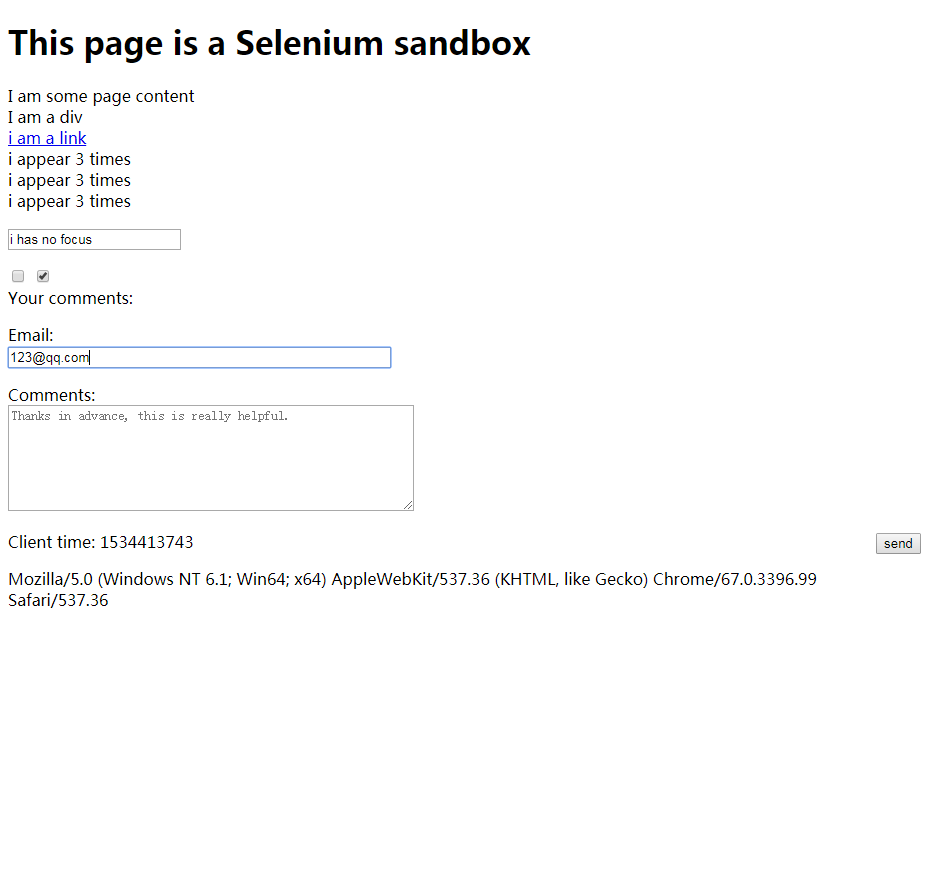 This page is a Selenium sandbox
I am some page content
I am a div
i am a link
i appear 3 times
i appear 3 times
i appear 3 times
i has no focus
Your comments:
Email:
123@qq.com
Comments:
Thanks in advance, this is really helpful.
Client time: 1534413743
send
Mozilla/5.0 (Windows NT 6.1; Win64; x64) AppleWebKit/537.36 (KHTML, like Gecko) Chrome/67.0.3396.99
Safari/537.36